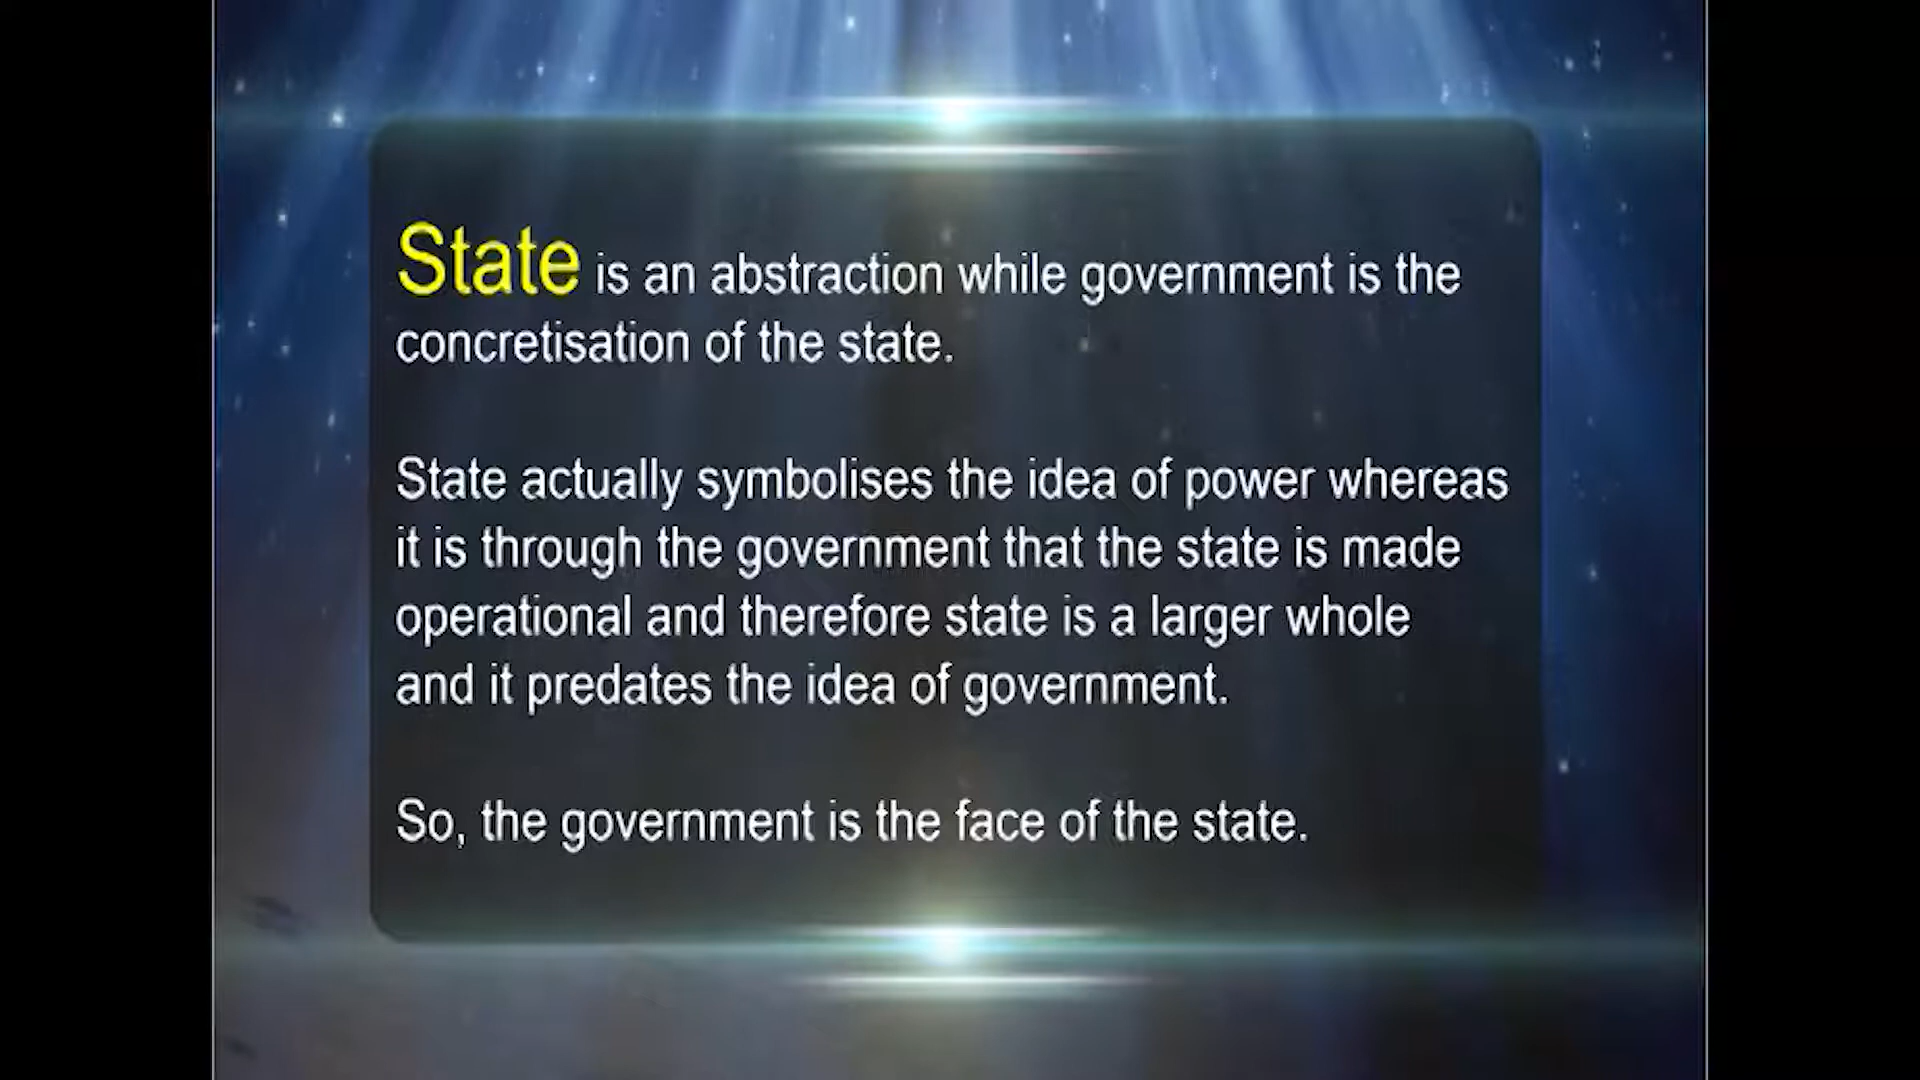 State is an abstraction while government is the
concretisation of the state.
State actually symbolises the idea of power whereas
it is through the government that the state is made
operational and therefore state is a larger whole
and it predates the idea of government.
So, the government is the face of the state.